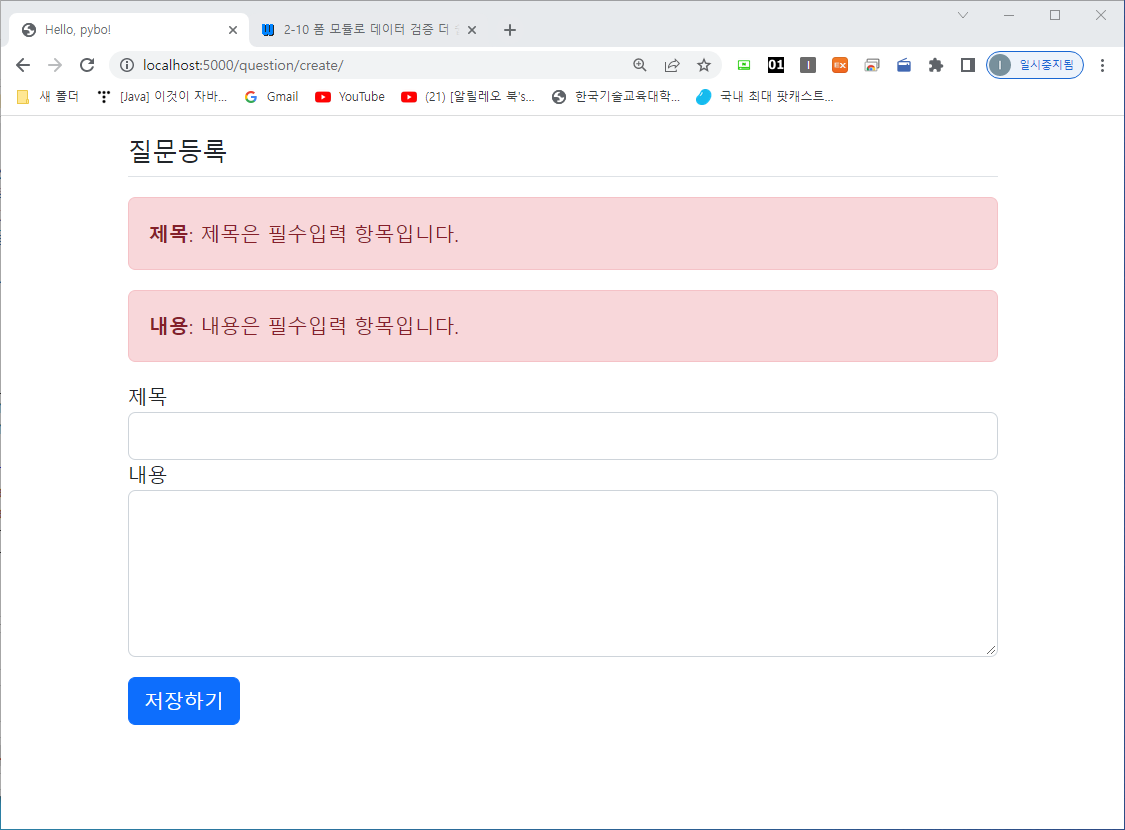 Hello, pybo!
2-10 폼 모듈로 데이터 검증 더
localhost:5000/question/create/
01
I
EX
I
일시중지됨
새 폴더
[Java] 이것이 자바...
Gmail
YouTube
(21) [알릴레오 북's...
한국기술교육대학...
국내 최대 팟캐스트...
질문등록
제목: 제목은 필수입력 항목입니다.
내용: 내용은 필수입력 항목입니다.
제목
내용
저장하기